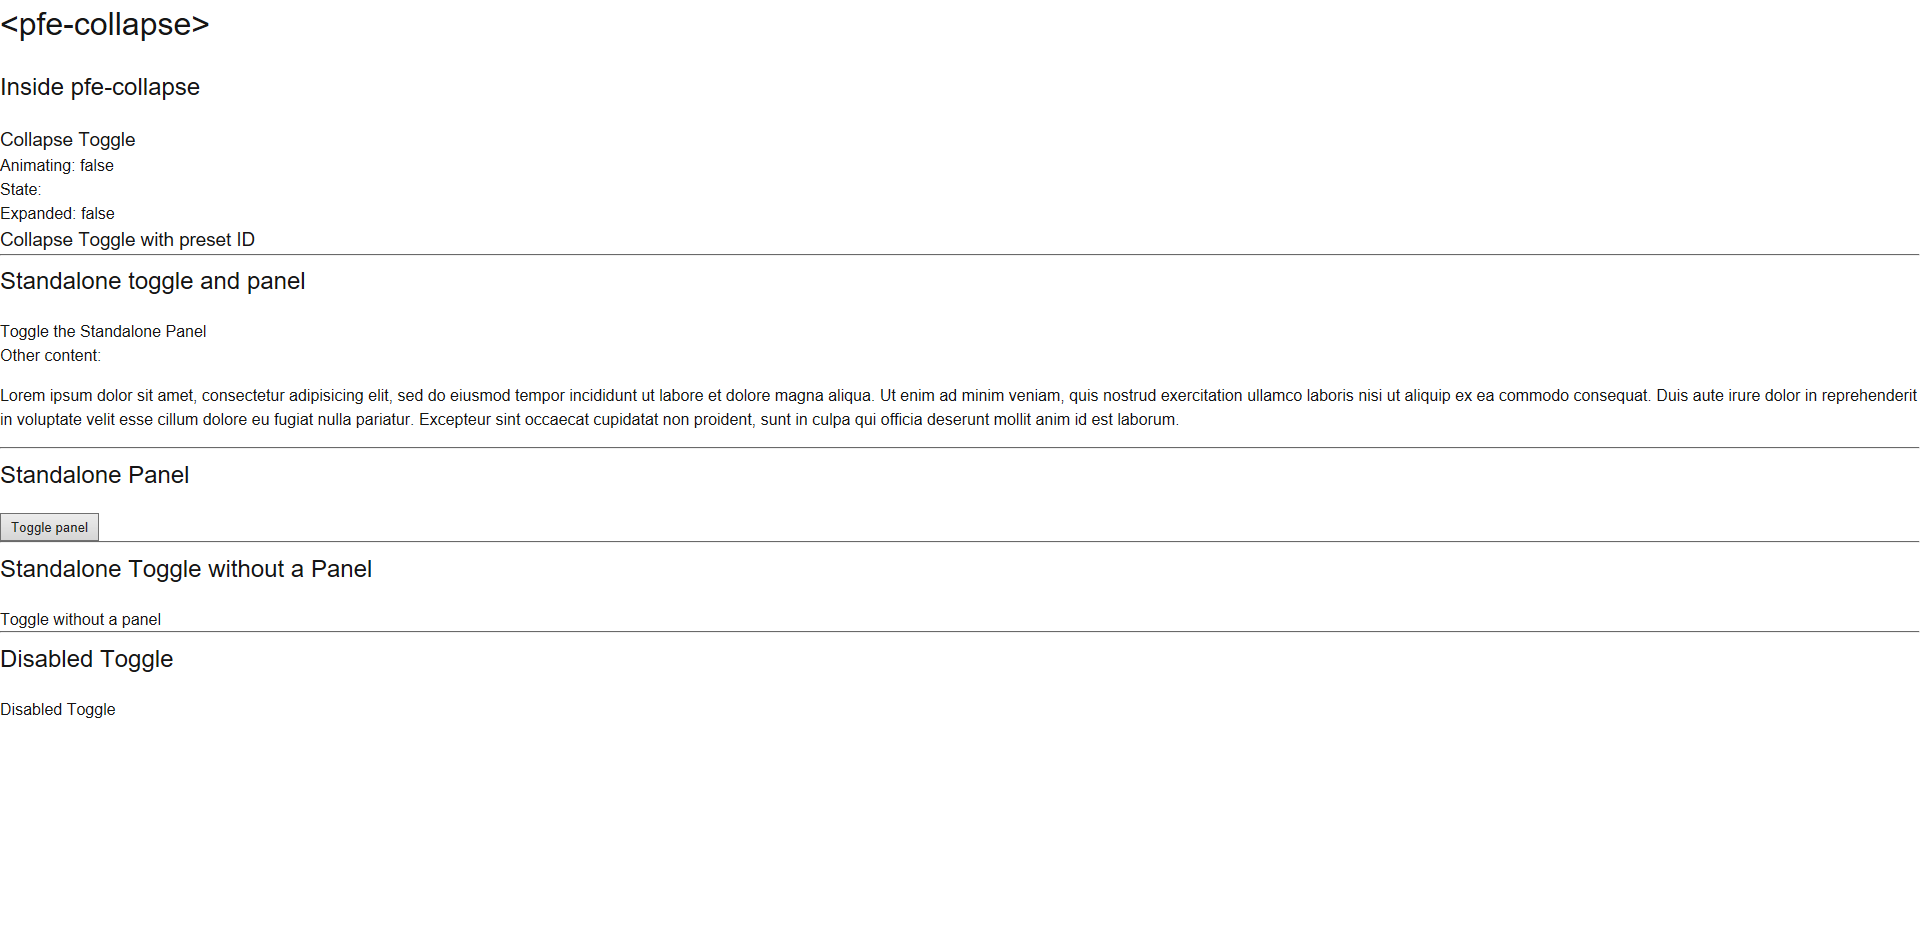 <pfe-collapse>
Inside pfe-collapse
Collapse Toggle
Animating: false
State:
Expanded: false
Collapse Toggle with preset ID
Standalone toggle and panel
Toggle the Standalone Panel
Other content:
Lorem ipsum dolor sit amet, consectetur adipisicing elit, sed do eiusmod tempor incididunt ut labore et dolore magna aliqua. Ut enim ad minim veniam, quis nostrud exercitation ullamco laboris nisi ut aliquip ex ea commodo consequat. Duis aute irure dolor in reprehenderit
in voluptate velit esse cillum dolore eu fugiat nulla pariatur. Excepteur sint occaecat cupidatat non proident, sunt in culpa qui officia deserunt mollit anim id est laborum.
Standalone Panel
Toggle panel
Standalone Toggle without a Panel
Toggle without a panel
Disabled Toggle
Disabled Toggle